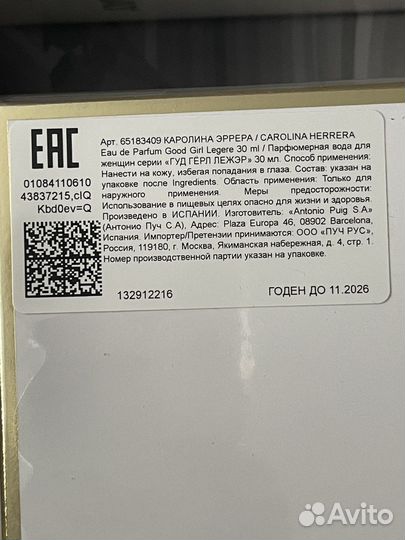 EAC
01084110610
43837215,cIQ
Kbd0ev=Q
Арт. 65183409 КАРОЛИНА ЭРРЕРА / CAROLINA HERRERA
Eau de Parfum Good Girl Legere 30 ml / Парфюмерная вода для
женщин серии «ГУД ГЁРЛ ЛЕЖЭР» 30 мл. Способ применения:
Нанести на кожу, избегая попадания в глаза. Состав: указан на
упаковке после Ingredients. Область применения: Только для
наружного применения. Меры предосторожности:
Использование в пищевых целях опасно для жизни и здоровья.
Произведено в ИСПАНИИ. Изготовитель: «Antonio Puig S.A»
(Антонио Пуч С.А), Адрес: Plaza Europa 46, 08902 Barcelona,
Испания. Импортер/Претензии принимаются: ООО «ПУЧ РУС»,
Россия, 119180, г. Москва, Якиманская набережная, д. 4, стр. 1.
Номер производственной партии указан на упаковке.
132912216
ГОДЕН ДО 11.2026
Avito